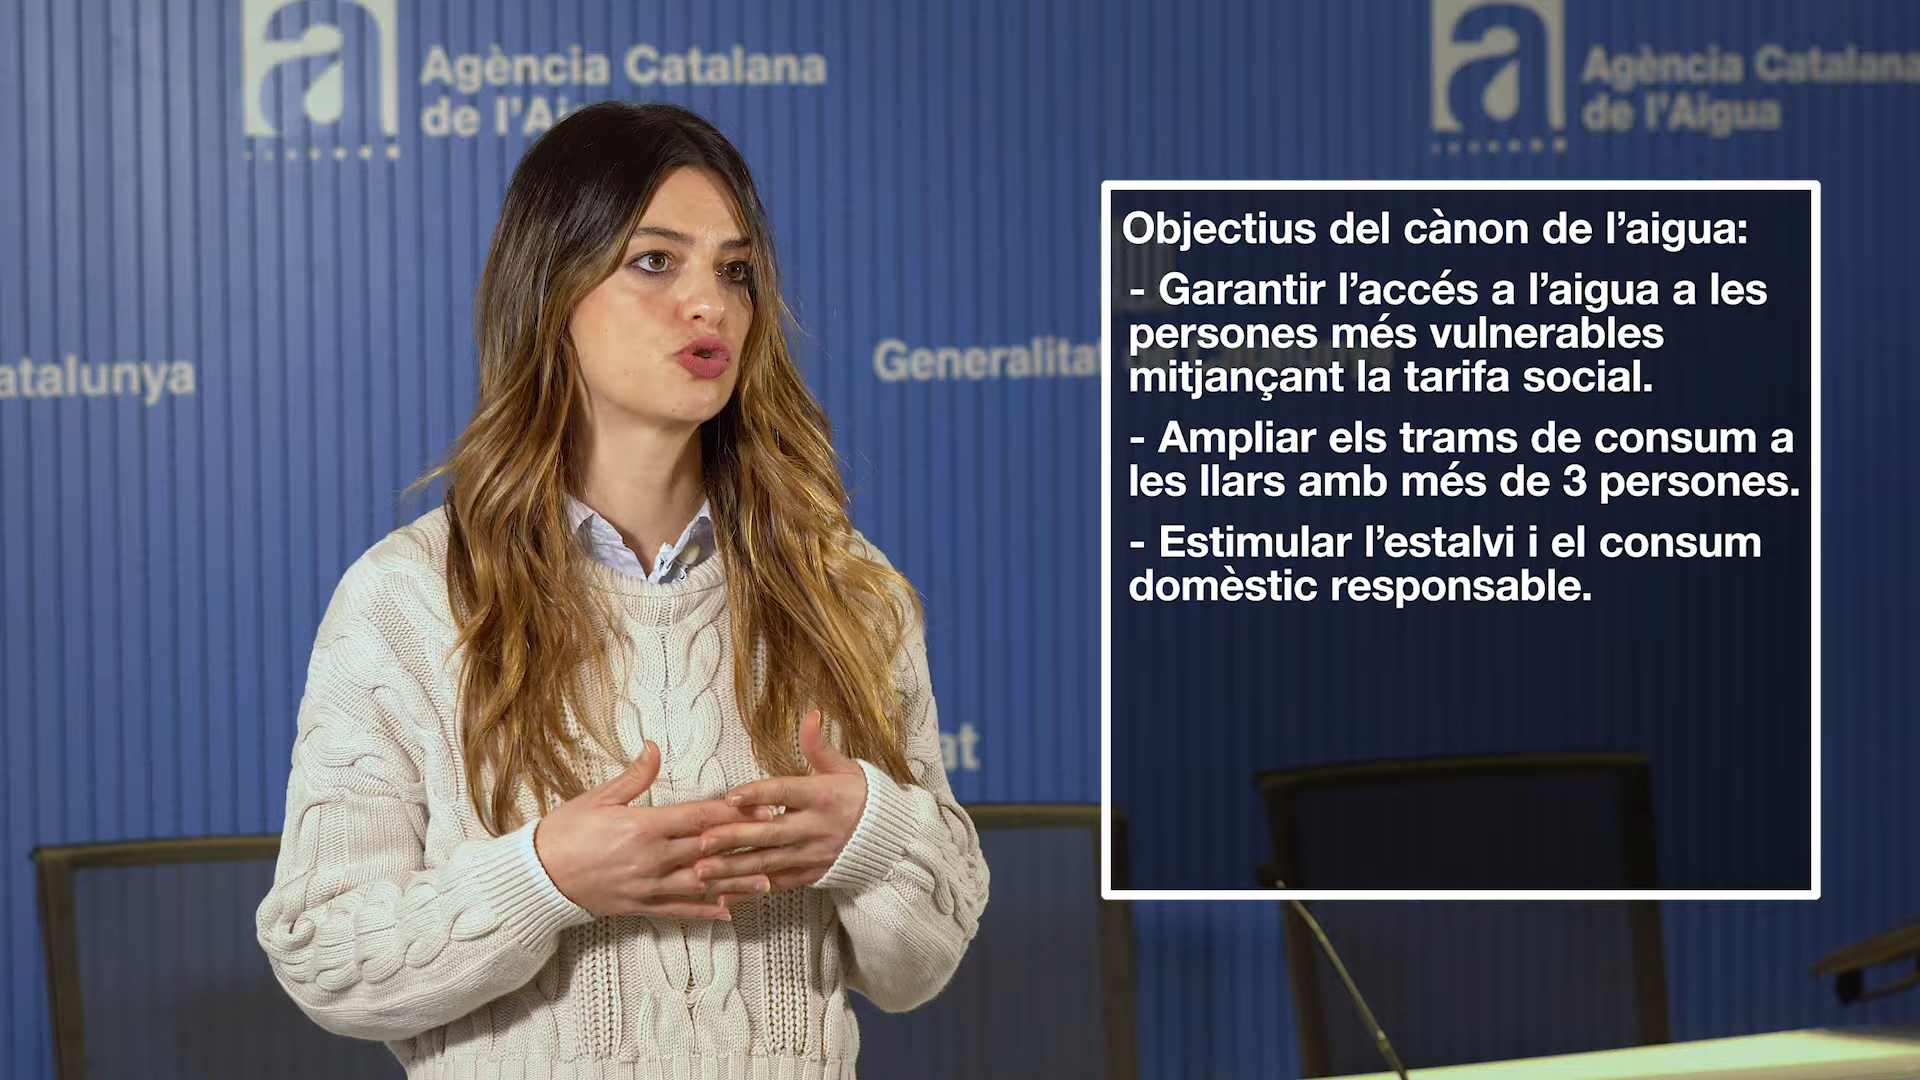 Agència Catalana
de l'A
Agència Catalana
de l'Aigua
atalunya
Generalitat
at
Objectius del cànon de l'aigua:
- Garantir l'accés a l'aigua a les
persones més vulnerables
mitjançant la tarifa social.
- Ampliar els trams de consum a
les llars amb més de 3 persones.
- Estimular l'estalvi i el consum
domèstic responsable.